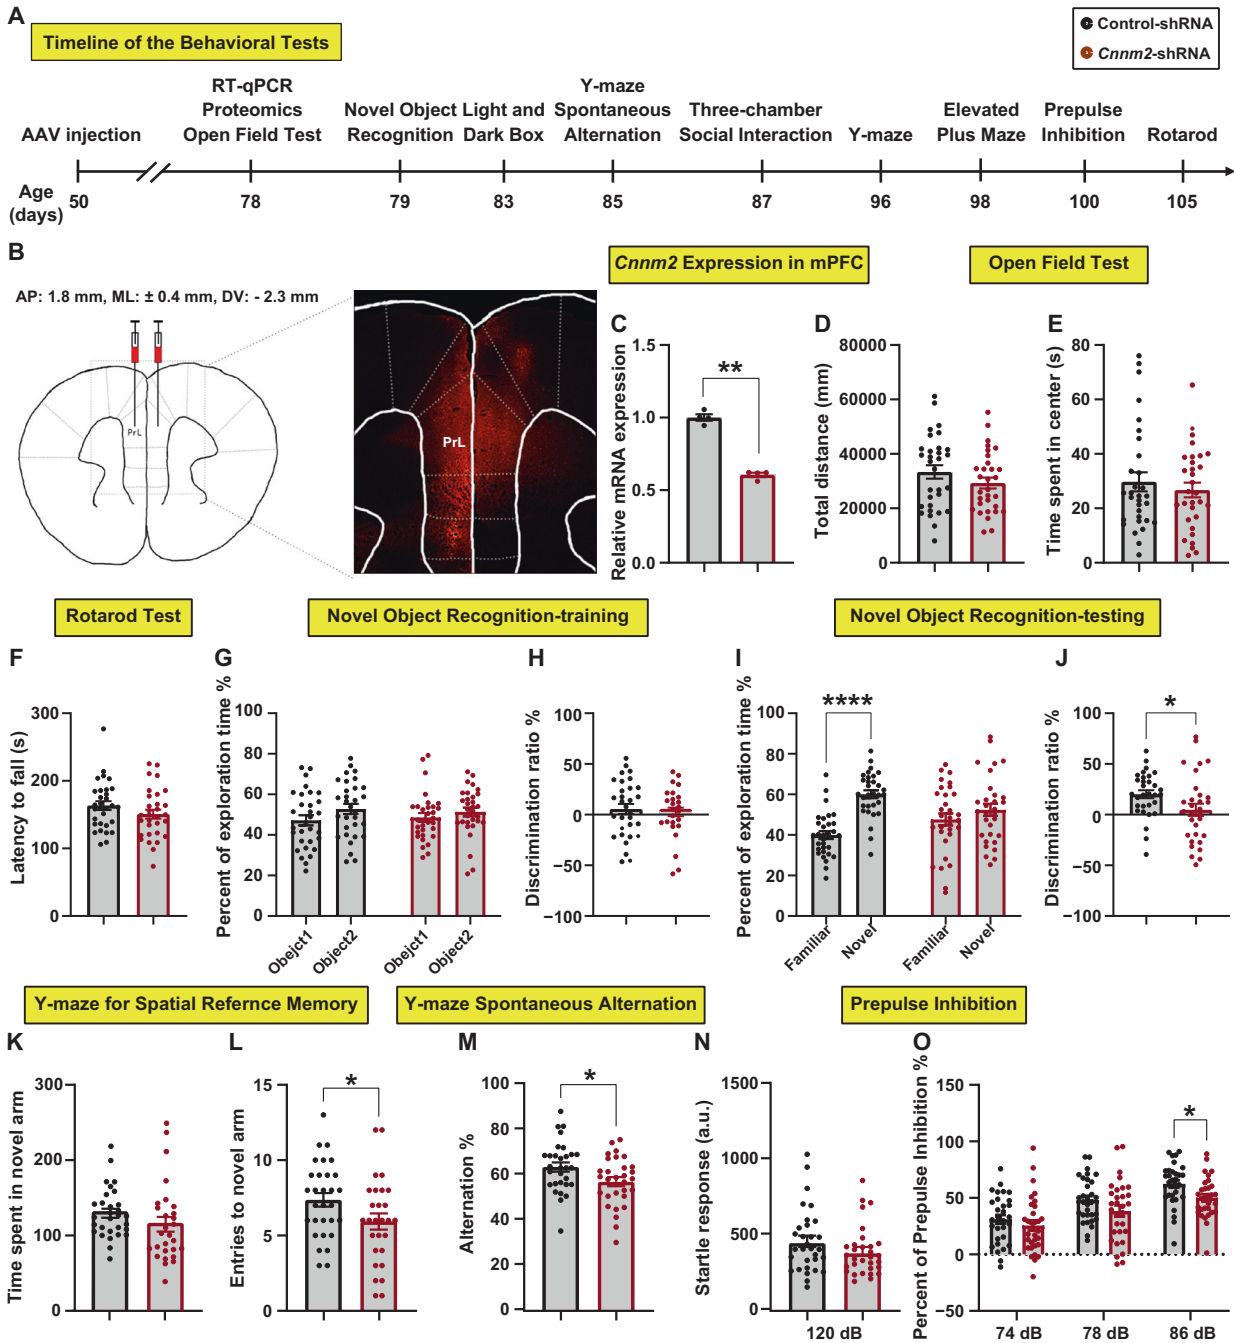 A
Timeline of the Behavioral Tests
Control-shRNA
Cnnm2-shRNA
AAV injection
RT-qPCR
Proteomics
Open Field Test
Novel Object
Recognition
Light and
Dark Box
Y-maze
Spontaneous
Alternation
Three-chamber
Social Interaction
Y-maze
Elevated
Plus Maze
Prepulse
Inhibition
Rotarod
Age
(days)
50
78
79
83
85
87
96
98
100
105
B
AP: 1.8 mm, ML: ± 0.4 mm, DV: - 2.3 mm
PrL
PrL
Cnnm2 Expression in mPFC
Open Field Test
C
Relative mRNA expression
1.5
1.0
0.5
0.0
**
D
Total distance (mm)
80000
60000
40000
20000
0
E
Time spent in center (s)
80
60
40
20
0
Rotarod Test
Novel Object Recognition-training
Novel Object Recognition-testing
F
Latency to fall (s)
300
200
100
0
G
Percent of exploration time %
100
80
60
40
20
0
Obejct1
Object2
Obejct1
Object2
H
Discrimination ratio %
100
50
0
−50
−100
I
Percent of exploration time %
100
80
60
40
20
0
****
Familiar
Novel
Familiar
Novel
J
Discrimination ratio %
100
50
0
−50
−100
*
Y-maze for Spatial Refernce Memory
Y-maze Spontaneous Alternation
Prepulse Inhibition
K
Time spent in novel arm
300
200
100
0
L
Entries to novel arm
15
10
5
0
*
M
Alternation %
100
80
60
40
20
0
*
N
Startle response (a.u.)
1500
1000
500
0
120 dB
O
Percent of Prepulse Inhibition %
150
100
50
0
−50
*
74 dB
78 dB
86 dB